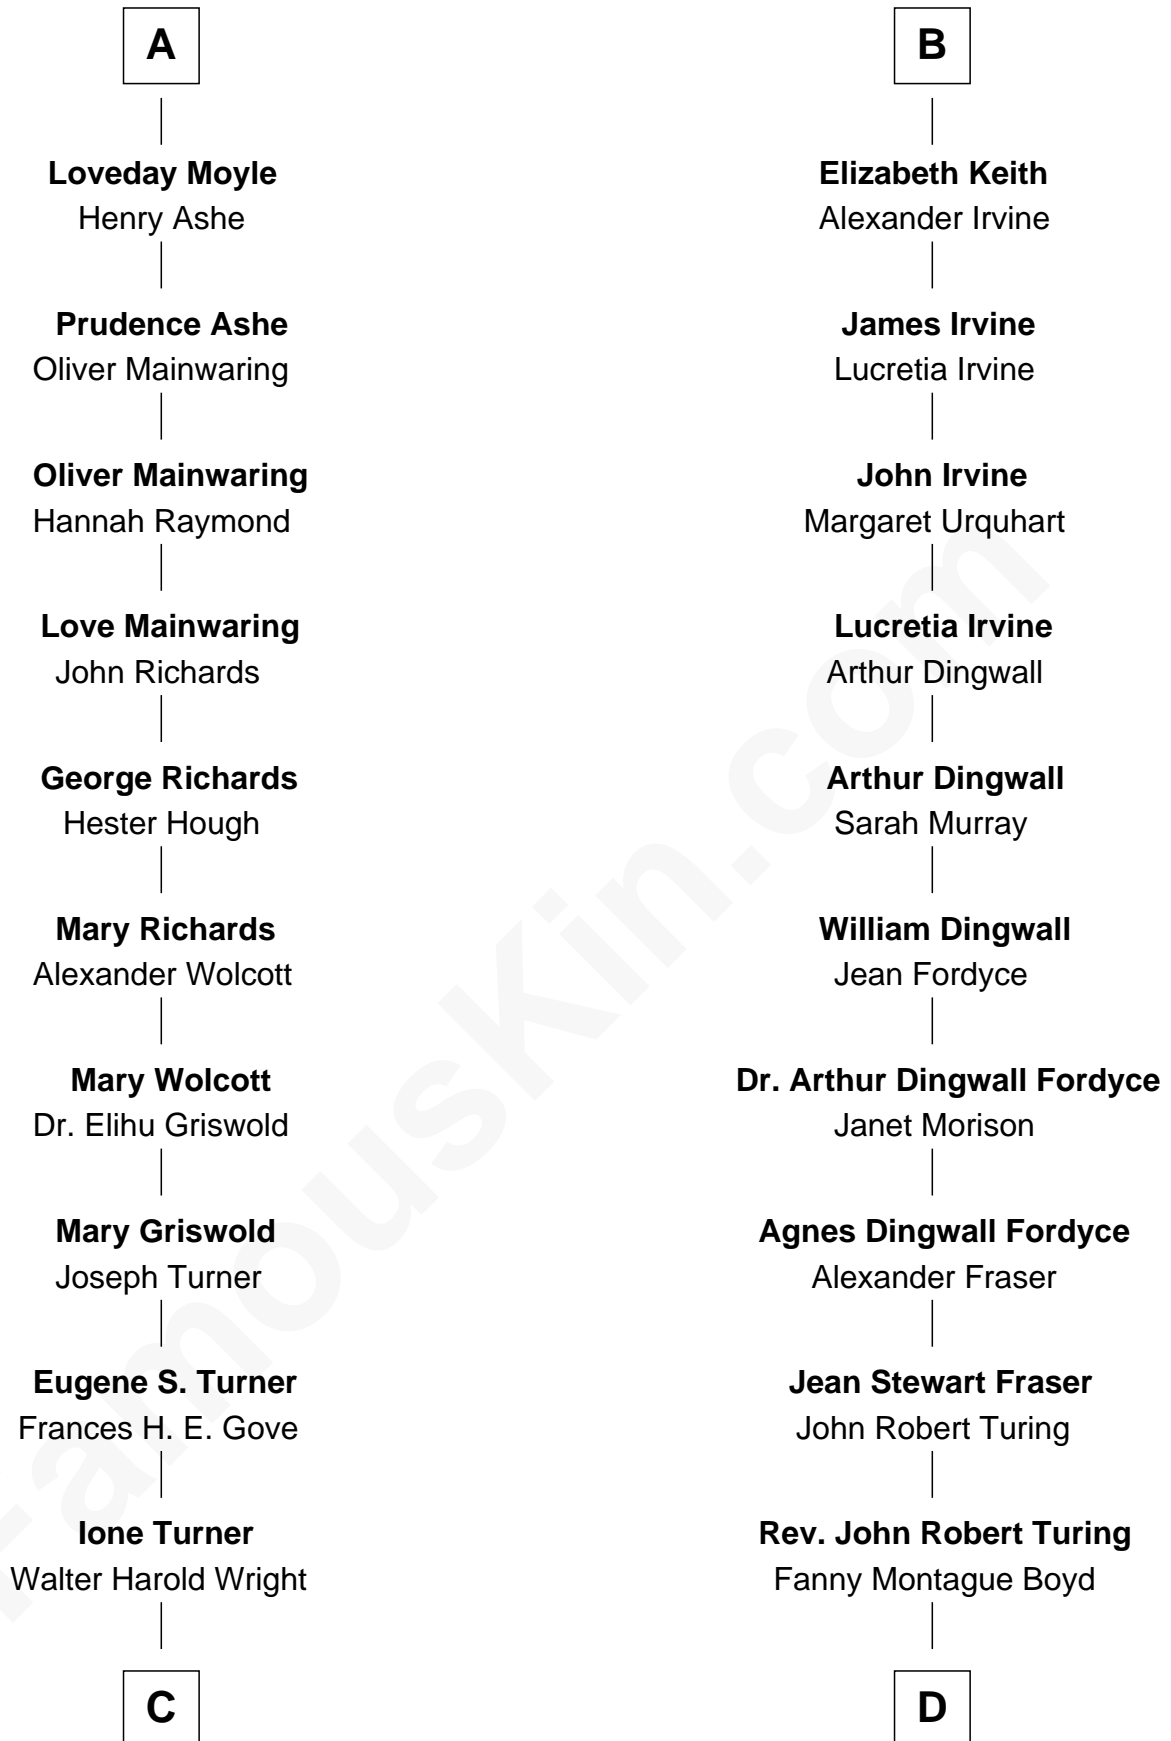 A
Loveday Moyle
Henry Ashe
Prudence Ashe
Oliver Mainwaring
Oliver Mainwaring
Hannah Raymond
Love Mainwaring
John Richards
George Richards
Hester Hough
Mary Richards
Alexander Wolcott
Mary Wolcott
Dr. Elihu Griswold
Mary Griswold
Joseph Turner
Eugene S. Turner
Frances H. E. Gove
Ione Turner
Walter Harold Wright
C
B
Elizabeth Keith
Alexander Irvine
James Irvine
Lucretia Irvine
John Irvine
Margaret Urquhart
Lucretia Irvine
Arthur Dingwall
Arthur Dingwall
Sarah Murray
William Dingwall
Jean Fordyce
Dr. Arthur Dingwall Fordyce
Janet Morison
Agnes Dingwall Fordyce
Alexander Fraser
Jean Stewart Fraser
John Robert Turing
Rev. John Robert Turing
Fanny Montague Boyd
D
FamousKin.com